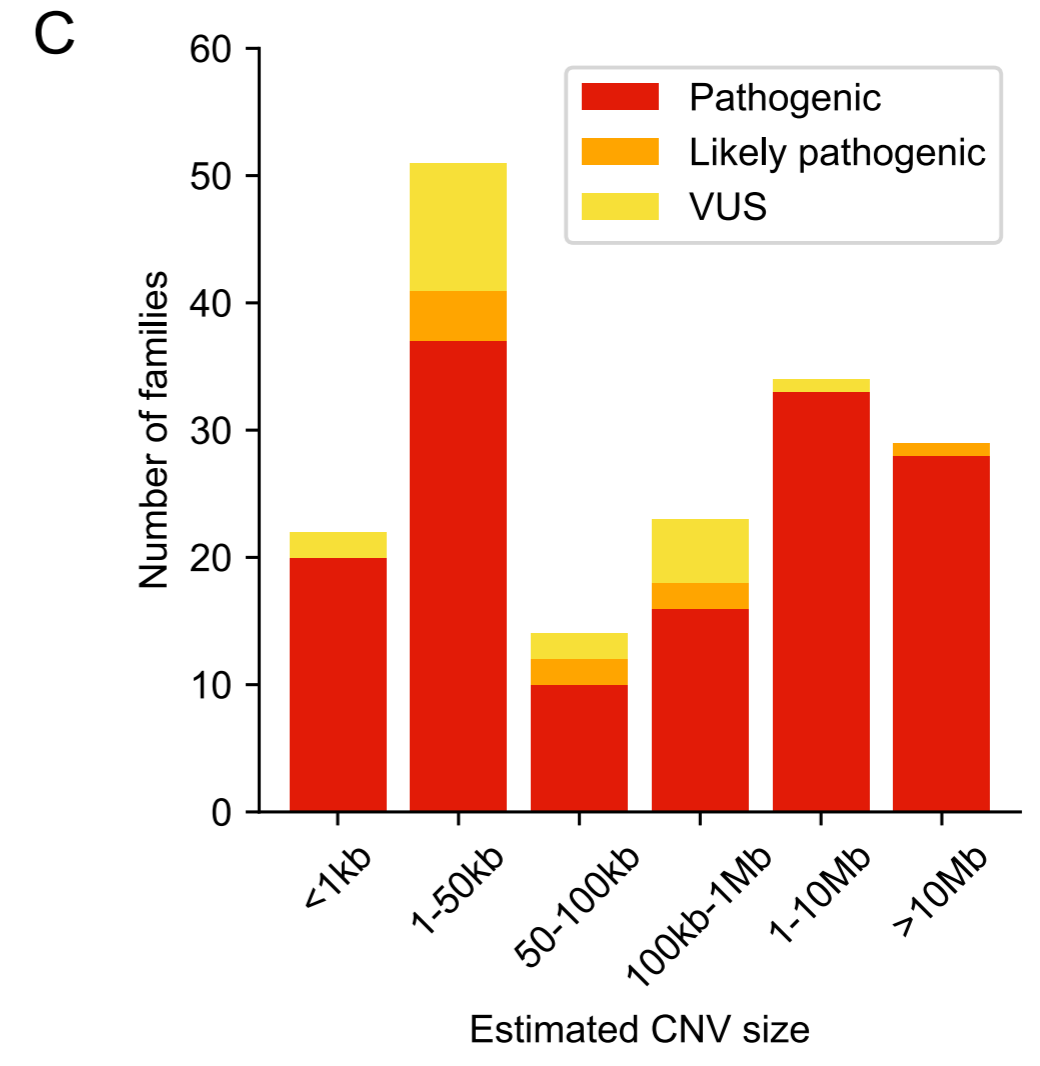 C
60
50
40
30
20
10
0
Number of families
Pathogenic
Likely pathogenic
VUS
<1kb
1-50kb
50-100kb
100kb-1Mb
1-10Mb
>10Mb
Estimated CNV size